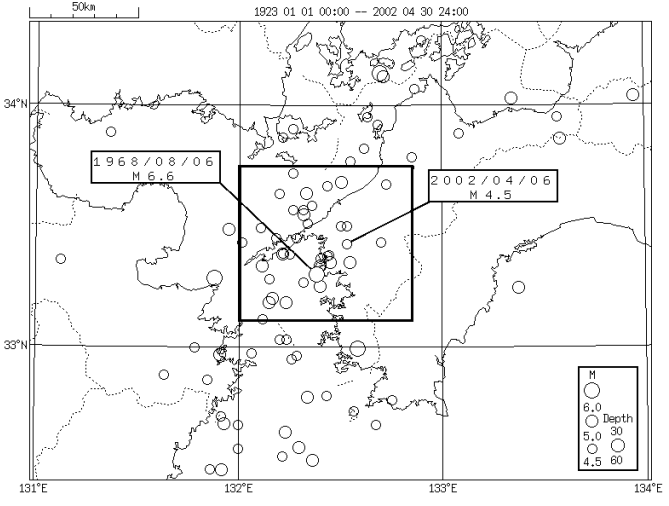 50km
1923 01 01 00:00 -- 2002 04 30 24:00
34°N
1968/08/06
M 6.6
2002/04/06
M 4.5
33°N
M
6.0
Depth
30
5.0
60
4.5
131°E
132°E
133°E
134°E